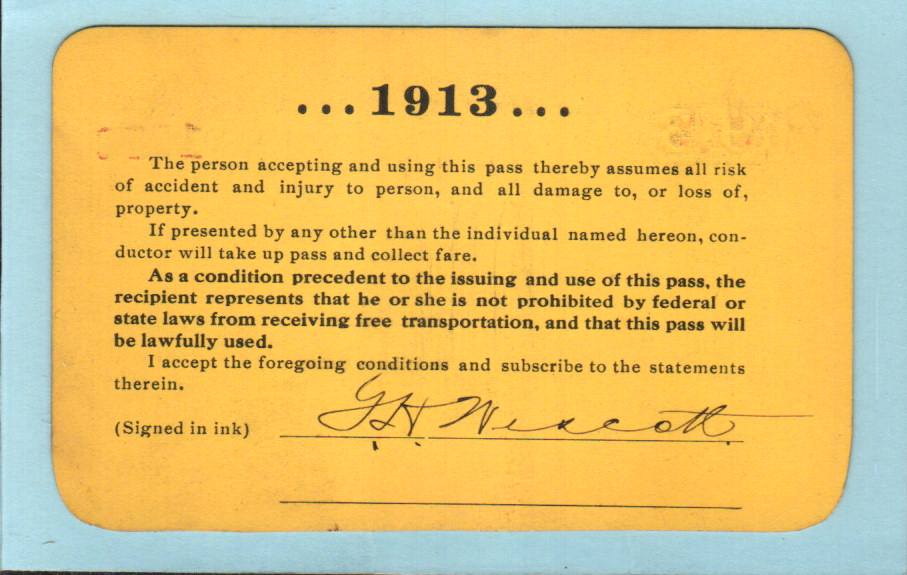 ...1913...
The person accepting and using this pass thereby assumes all risk
of accident and injury to person, and all damage to, or loss of,
property.
If presented by any other than the individual named hereon, con-
ductor will take up pass and collect fare.
As a condition precedent to the issuing and use of this pass, the
recipient represents that he or she is not prohibited by federal or
state laws from receiving free transportation, and that this pass will
be lawfully used.
I accept the foregoing conditions and subscribe to the statements
therein.
(Signed in ink) G. H. Wescott